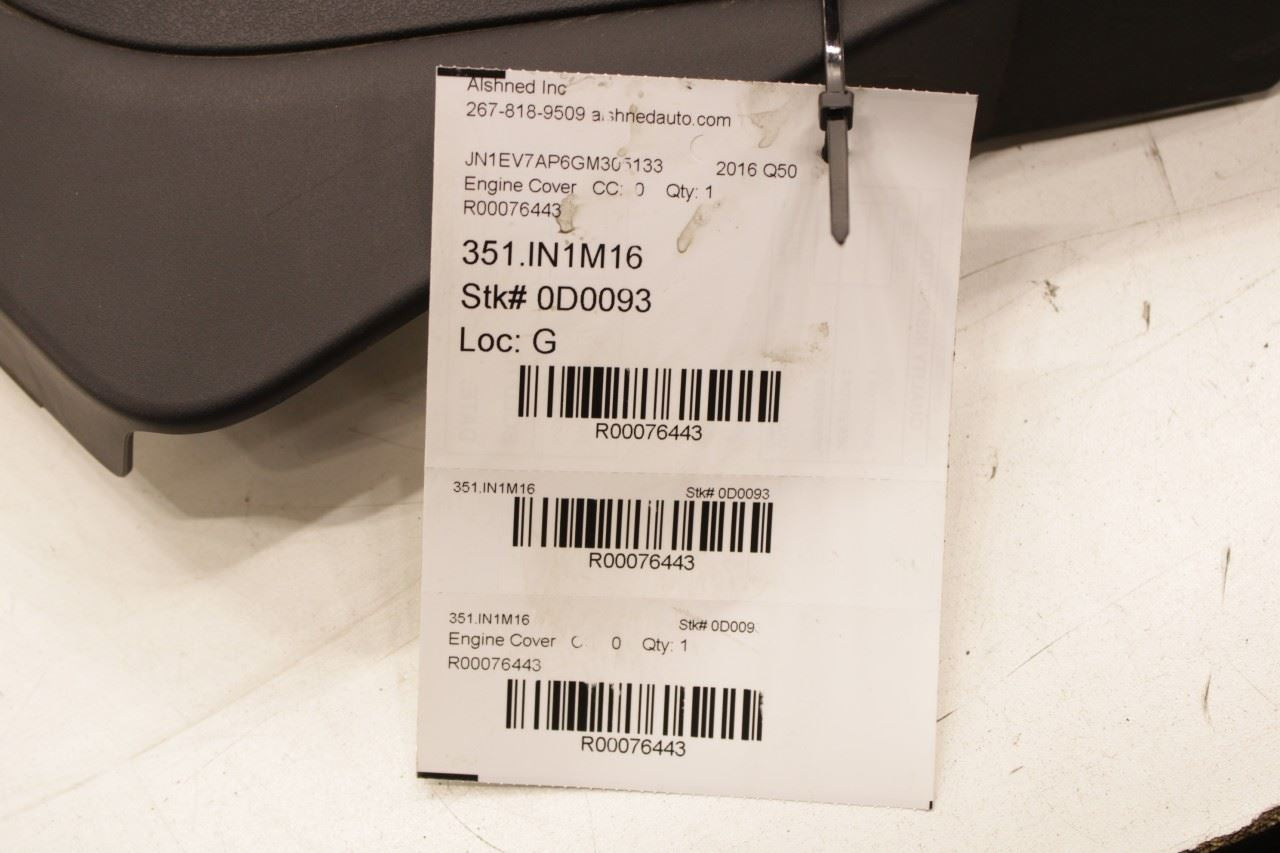 Alshned Inc
267-818-9509 alshnedauto.com
JN1EV7AP6GM305133 2016 Q50
Engine Cover CC: 0 Qty: 1
R00076443
351.IN1M16
Stk# 0D0093
Loc: G
R00076443
351.IN1M16 Stk# 0D0093
R00076443
351.IN1M16 Stk# 0D009
Engine Cover C 0 Qty: 1
R00076443
R00076443